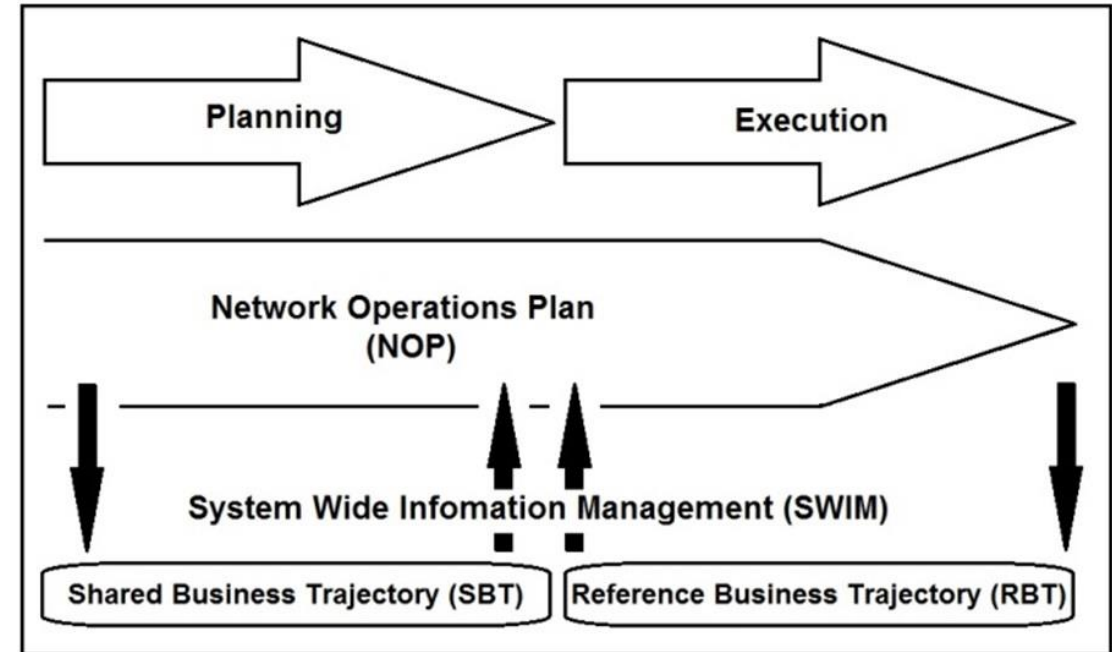 Planning
Execution
Network Operations Plan
(NOP)
System Wide Infomation Management (SWIM)
Shared Business Trajectory (SBT)
Reference Business Trajectory (RBT)